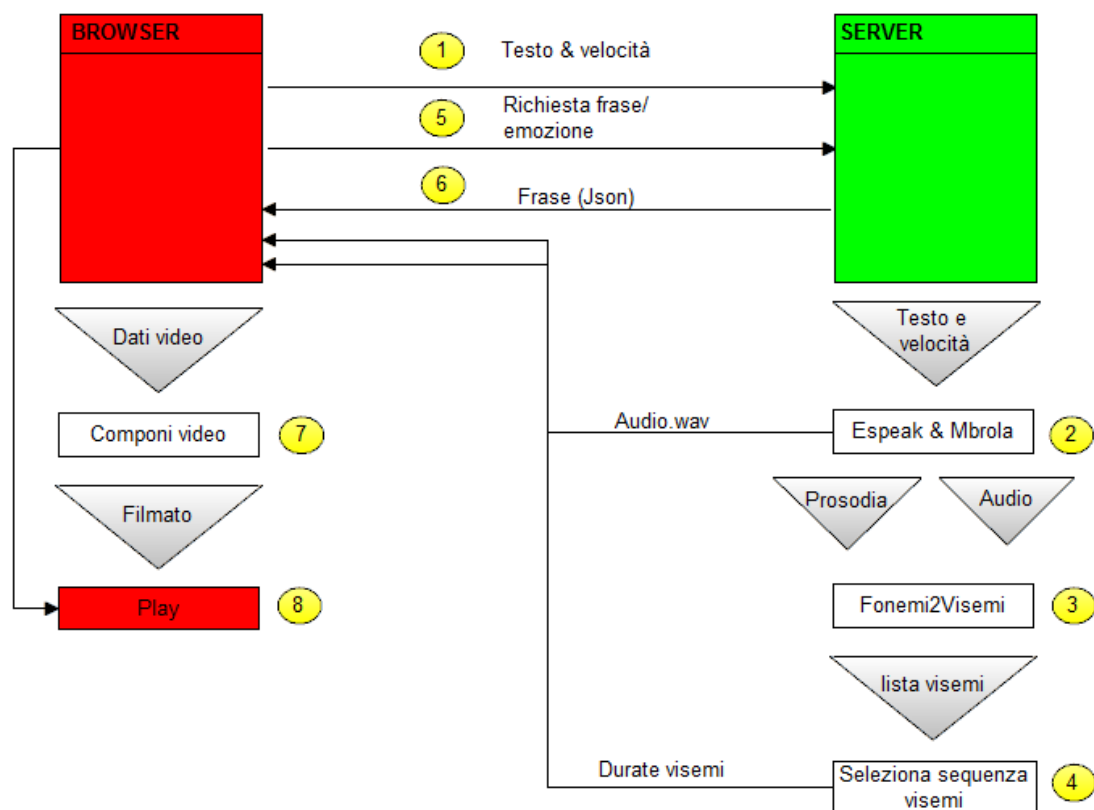 BROWSER
SERVER
1
Testo & velocità
5
Richiesta frase/
emozione
6
Frase (Json)
Dati video
Testo e
velocità
Componi video
7
Audio.wav
Espeak & Mbrola
2
Filmato
Prosodia
Audio
Play
8
Fonemi2Visemi
3
lista visemi
Durate visemi
Seleziona sequenza
visemi
4